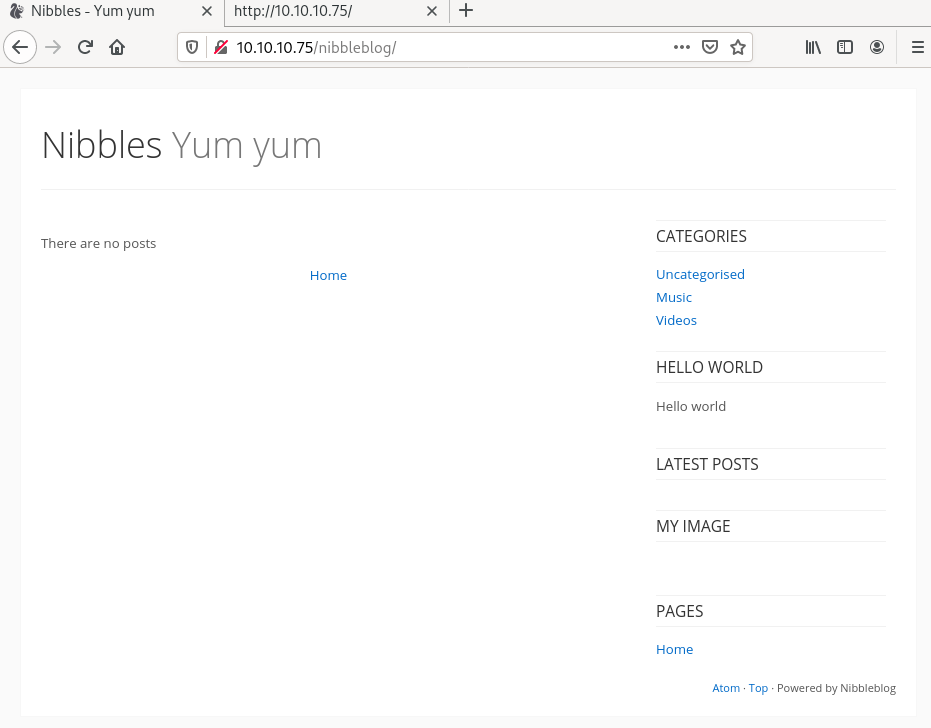 Nibbles - Yum yum
http://10.10.10.75/
10.10.10.75/nibbleblog/
Nibbles Yum yum
There are no posts
Home
CATEGORIES
Uncategorised
Music
Videos
HELLO WORLD
Hello world
LATEST POSTS
MY IMAGE
PAGES
Home
Atom · Top · Powered by Nibbleblog